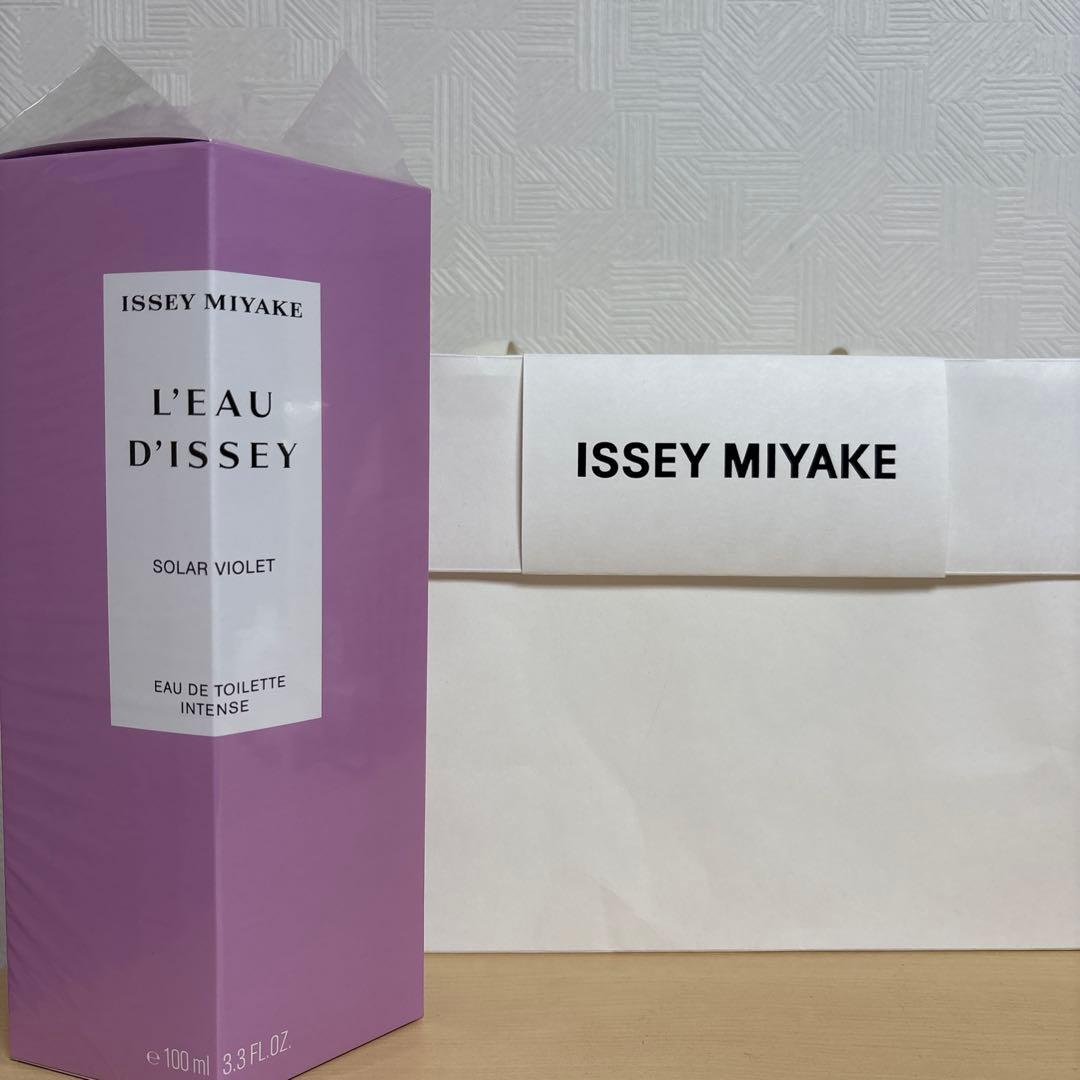 ISSEY MIYAKE
L'EAU
D'ISSEY
SOLAR VIOLET
EAU DE TOILETTE
INTENSE
℮ 100 ml 3.3 FL.OZ.
ISSEY MIYAKE